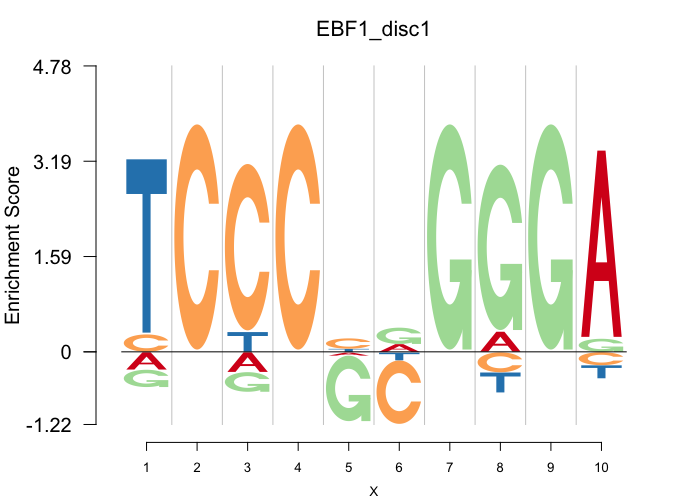 EBF1_disc1
Enrichment Score
4.78
3.19
1.59
0
-1.22
T C C C C G G G G A
C T T A A G
A A A T C C
G G G C T T
1 2 3 4 5 6 7 8 9 10
X